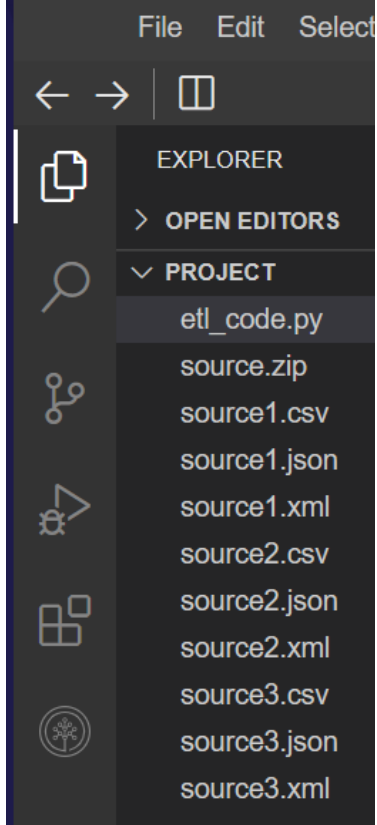 File Edit Select
EXPLORER
OPEN EDITORS
PROJECT
etl_code.py
source.zip
source1.csv
source1.json
source1.xml
source2.csv
source2.json
source2.xml
source3.csv
source3.json
source3.xml